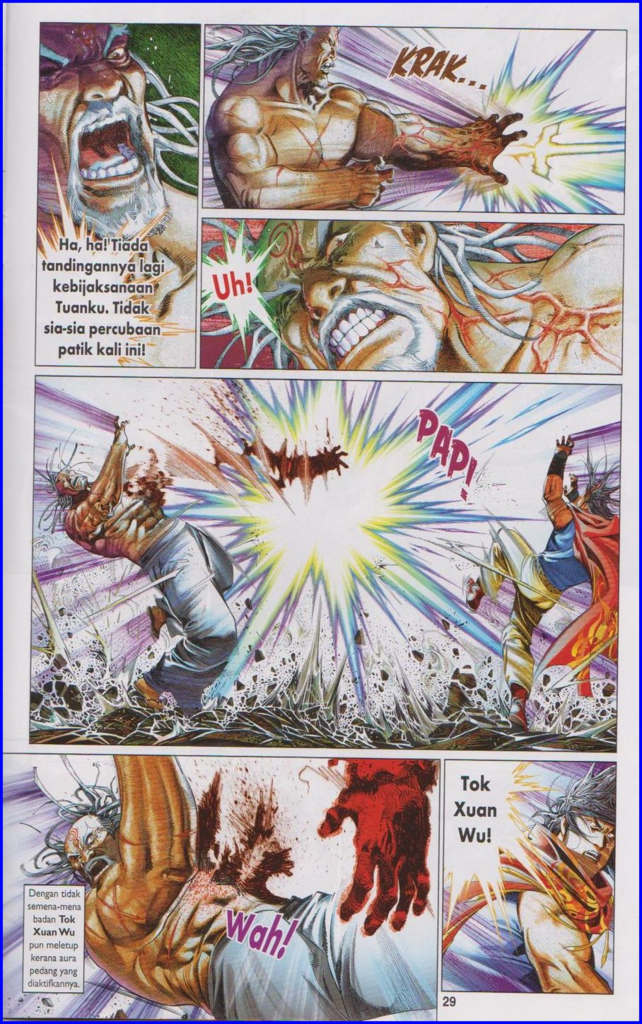 KRAK...
Ha, ha! Tiada
tandingannya lagi
kebijaksanaan
Tuanku. Tidak
sia-sia percubaan
patik kali ini!
Uh!
PAP!
Dengan tidak
semena-mena
badan Tok
Xuan Wu
pun meletup
kerana aura
pedang yang
diaktifkannya.
Wah!
Tok
Xuan
Wu!
29